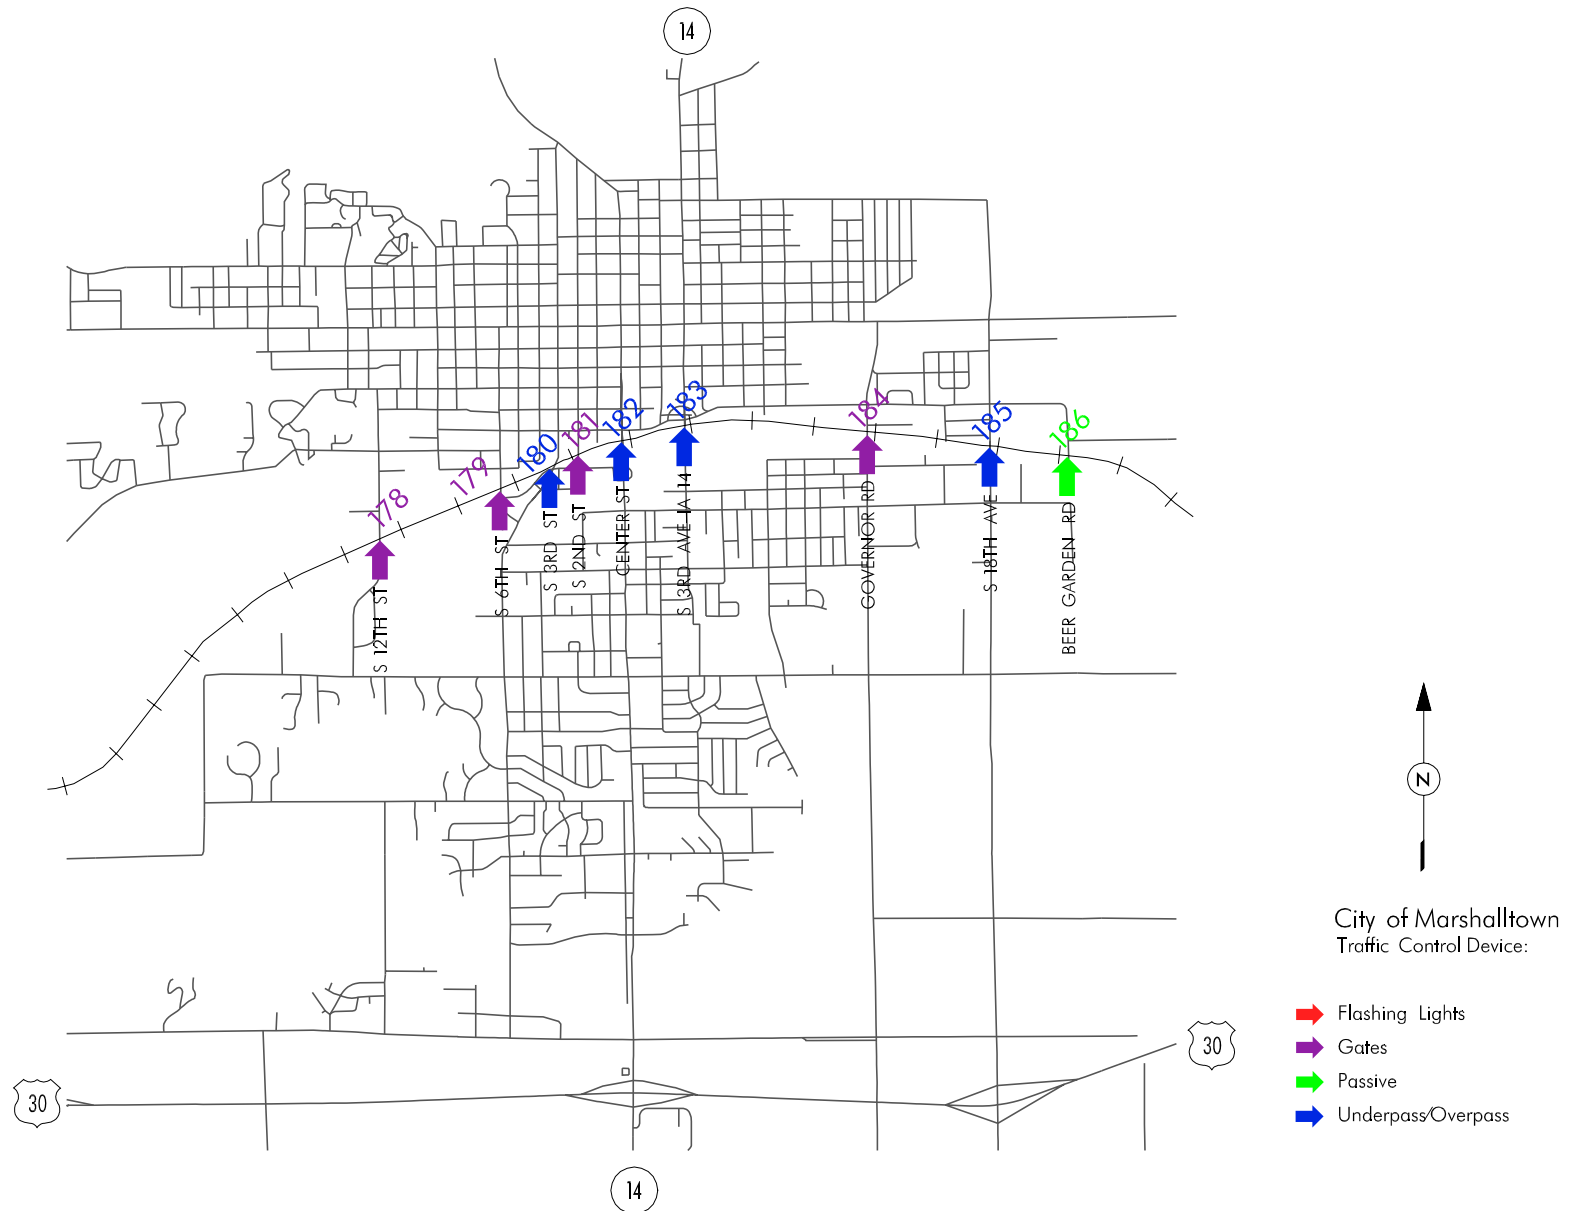 14
178
179
180
181
182
183
184
185
186
S 12TH ST
S 6TH ST
S 3RD ST
S 2ND ST
CENTER ST
S 3RD AVE IA 14
GOVERNOR RD
S 18TH AVE
BEER GARDEN RD
N
City of Marshalltown
Traffic Control Device:
Flashing Lights
Gates
Passive
Underpass/Overpass
30
30
14